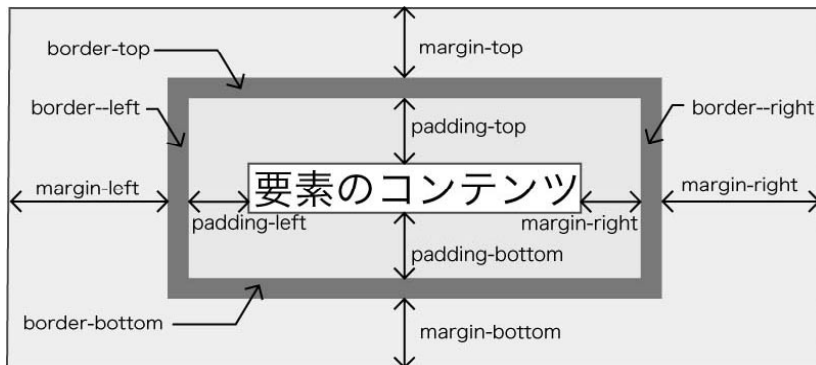 border-top
margin-top
border--left
border--right
padding-top
要素のコンテンツ
margin-left
margin-right
padding-left
margin-right
padding-bottom
border-bottom
margin-bottom